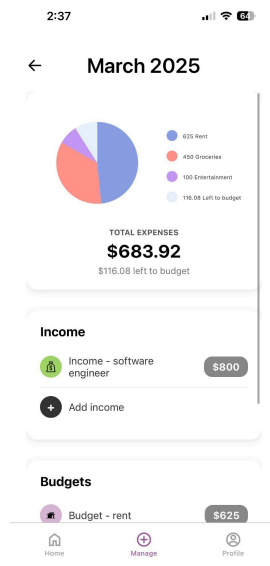 2:37
64
March 2025
625 Rent
450 Groceries
100 Entertainment
116.08 Left to budget
TOTAL EXPENSES
$683.92
$116.08 left to budget
Income
Income - software
engineer
$800
Add income
Budgets
Budget - rent
$625
Home
Manage
Profile